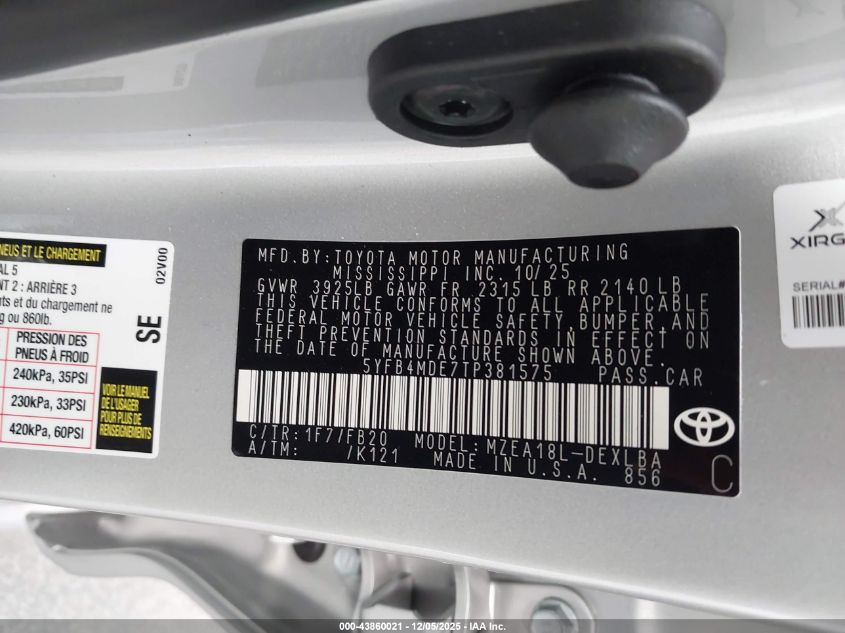 NEUS ET LE CHARGEMENT
AL 5
NT 2 : ARRIÈRE 3
nts et du chargement ne
g ou 860lb.
PRESSION DES
PNEUS À FROID
240kPa, 35PSI
230kPa, 33PSI
420kPa, 60PSI
02V00
SE
VOIR LE MANUEL
DE L'USAGER
POUR PLUS DE
RENSEIGNEMENTS
MFD.BY:TOYOTA MOTOR MANUFACTURING
MISSISSIPPI INC. 10/25
GVWR 3925LB GAWR FR 2315 LB RR 2140 LB
THIS VEHICLE CONFORMS TO ALL APPLICABLE
FEDERAL MOTOR VEHICLE SAFETY,BUMPER,AND
THEFT PREVENTION STANDARDS IN EFFECT ON
THE DATE OF MANUFACTURE SHOWN ABOVE.
5YFB4MDE7TP381575 PASS.CAR
C/TR: 1F77/FB20 MODEL: MZEA18L-DEXLBA
A/TM: /K121 MADE IN U.S.A. 856
C
XIRG
SERIAL#
000-43860021 - 12/05/2025 - IAA Inc.